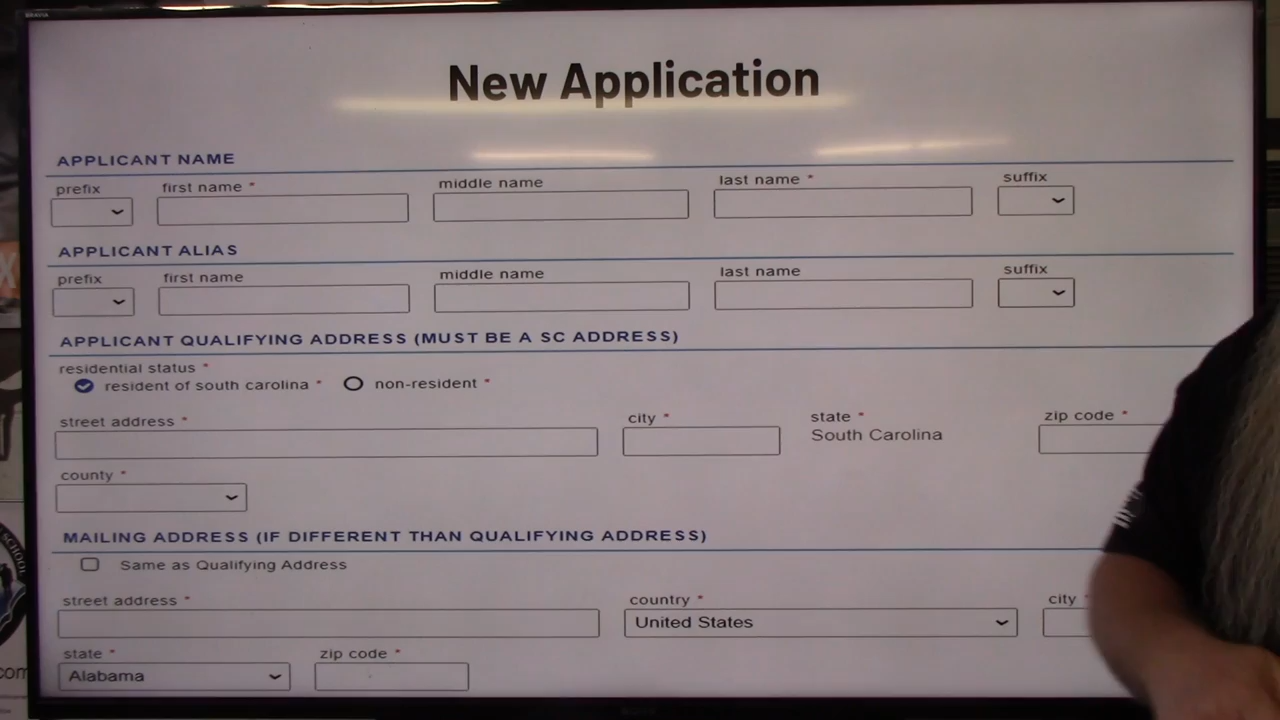 BRAVIA
New Application
APPLICANT NAME
prefix first name * middle name last name * suffix
APPLICANT ALIAS
prefix first name middle name last name suffix
APPLICANT QUALIFYING ADDRESS (MUST BE A SC ADDRESS)
residential status *
resident of south carolina * non-resident *
street address * city * state * zip code *
South Carolina
county *
MAILING ADDRESS (IF DIFFERENT THAN QUALIFYING ADDRESS)
Same as Qualifying Address
street address * country * city *
United States
state * zip code *
Alabama
X
SCHOOL
com